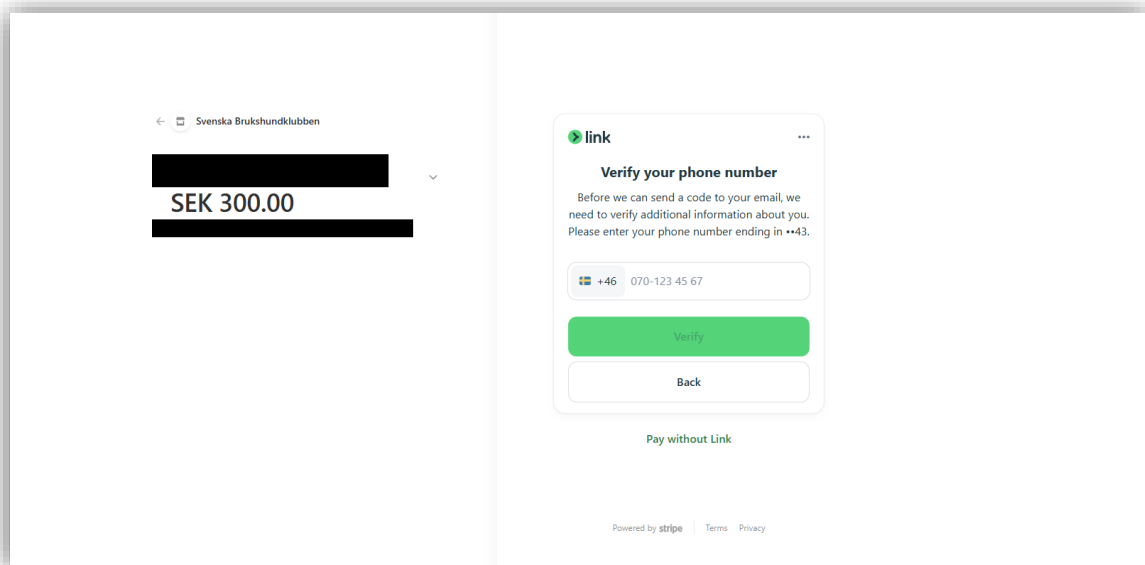 Svenska Brukshundklubben
SEK 300.00
link
Verify your phone number
Before we can send a code to your email, we
need to verify additional information about you.
Please enter your phone number ending in ••43.
+46 070-123 45 67
Verify
Back
Pay without Link
Powered by stripe Terms Privacy